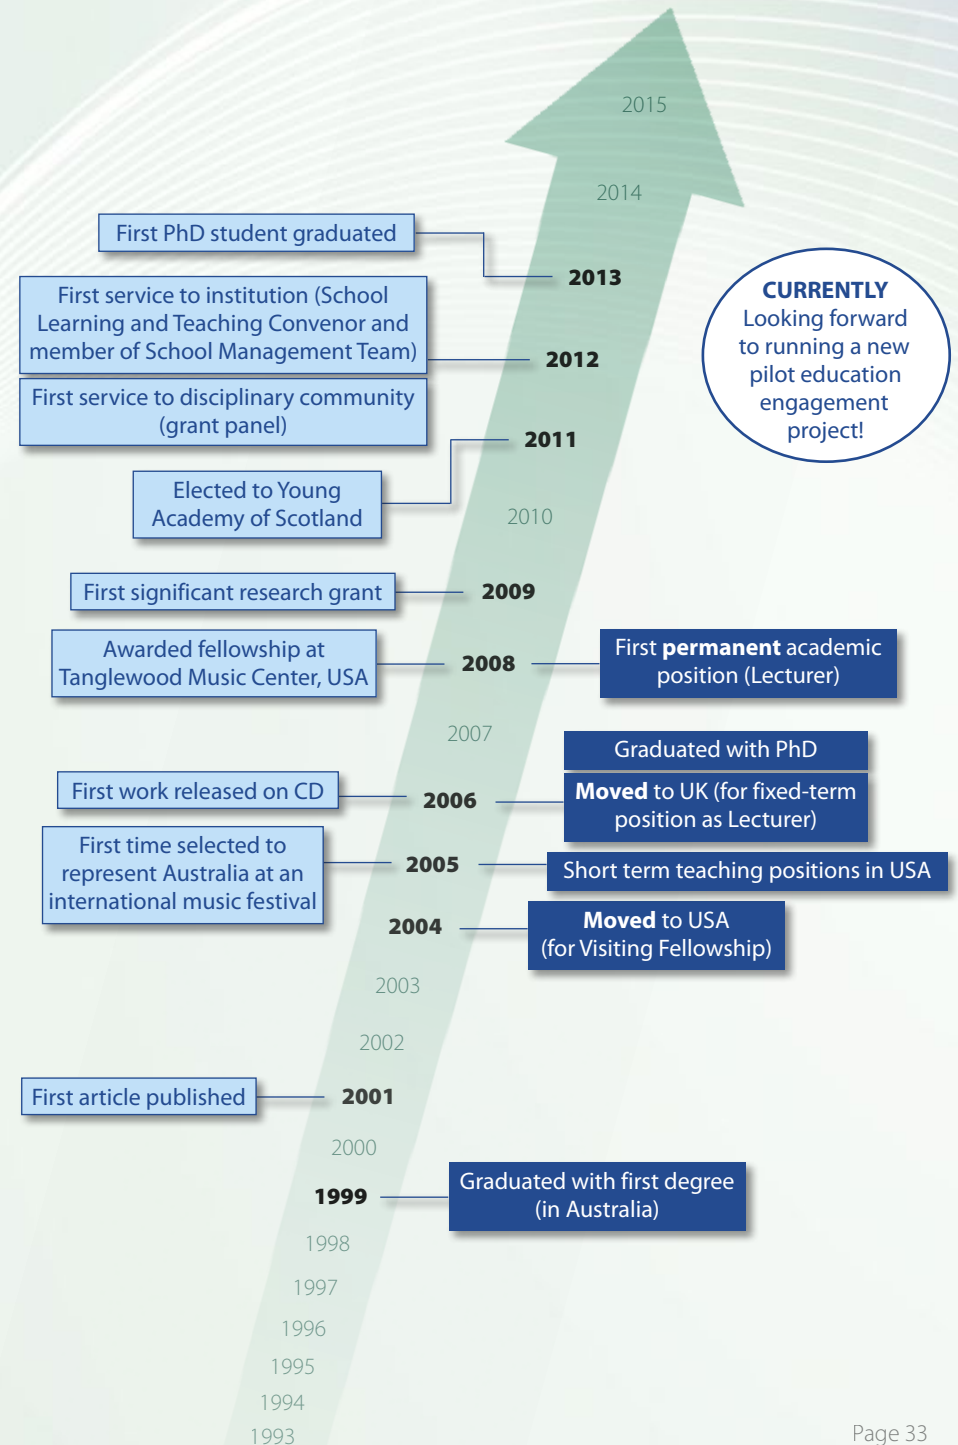 2015
2014
First PhD student graduated
2013
CURRENTLY
Looking forward
to running a new
pilot education
engagement
project!
First service to institution (School
Learning and Teaching Convenor and
member of School Management Team)
2012
First service to disciplinary community
(grant panel)
2011
Elected to Young
Academy of Scotland
2010
First significant research grant
2009
Awarded fellowship at
Tanglewood Music Center, USA
2008
First permanent academic
position (Lecturer)
2007
Graduated with PhD
First work released on CD
2006
Moved to UK (for fixed-term
position as Lecturer)
First time selected to
represent Australia at an
international music festival
2005
Short term teaching positions in USA
2004
Moved to USA
(for Visiting Fellowship)
2003
2002
First article published
2001
2000
1999
Graduated with first degree
(in Australia)
1998
1997
1996
1995
1994
1993
Page 33